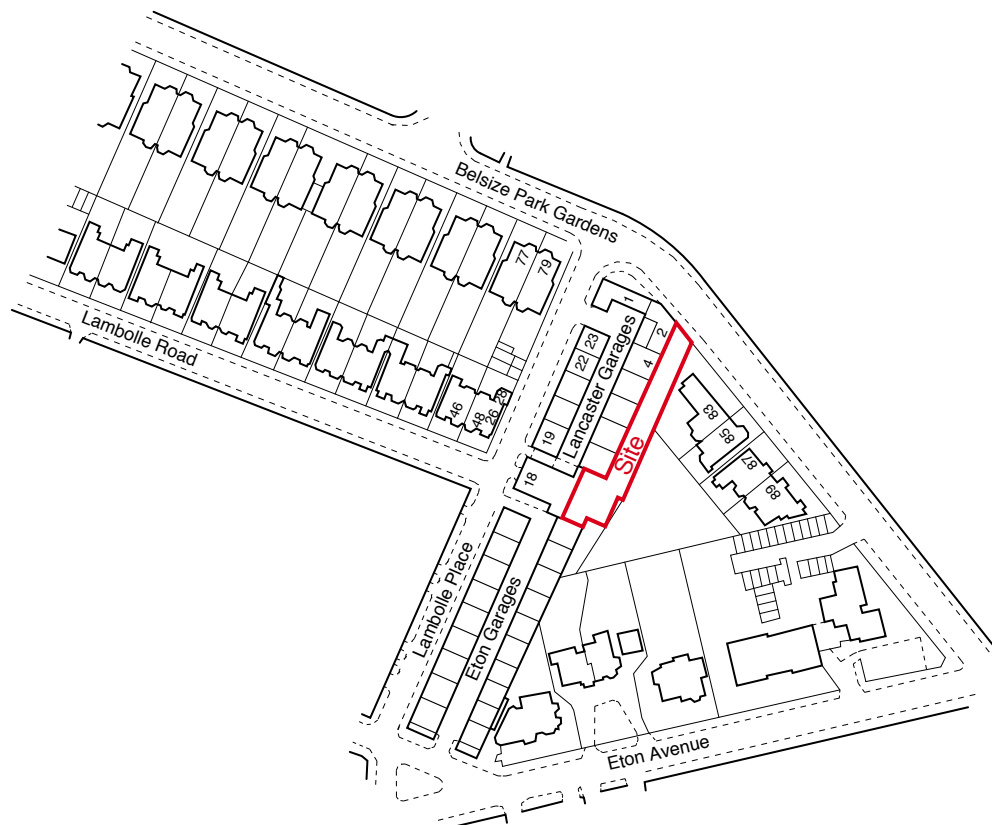 Belsize Park Gardens
77
79
1
2
23
22
4
Lancaster Garages
Lambolle Road
28
26
46
48
19
18
Site
83
85
87
89
Lambolle Place
Eton Garages
Eton Avenue